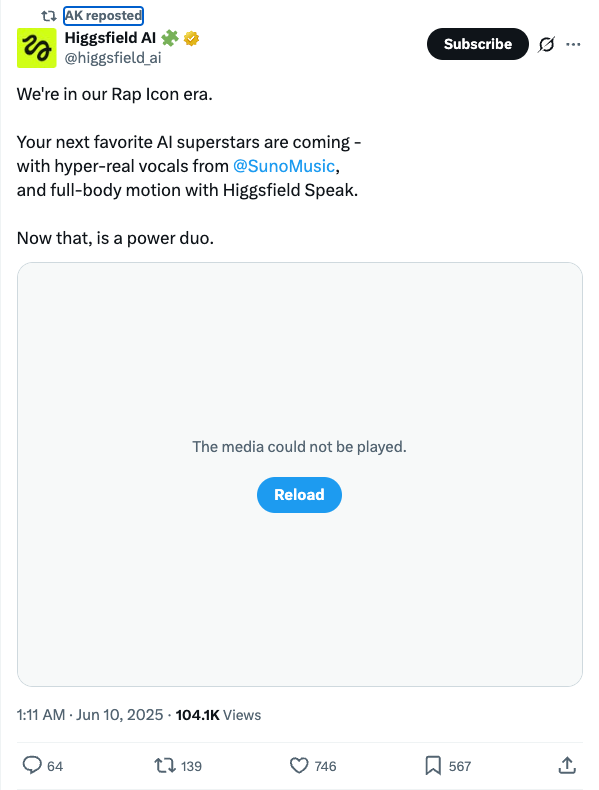 AK reposted
Higgsfield AI
@higgsfield_ai
Subscribe
We're in our Rap Icon era.
Your next favorite AI superstars are coming -
with hyper-real vocals from @SunoMusic,
and full-body motion with Higgsfield Speak.
Now that, is a power duo.
The media could not be played.
Reload
1:11 AM · Jun 10, 2025 · 104.1K Views
64 139 746 567